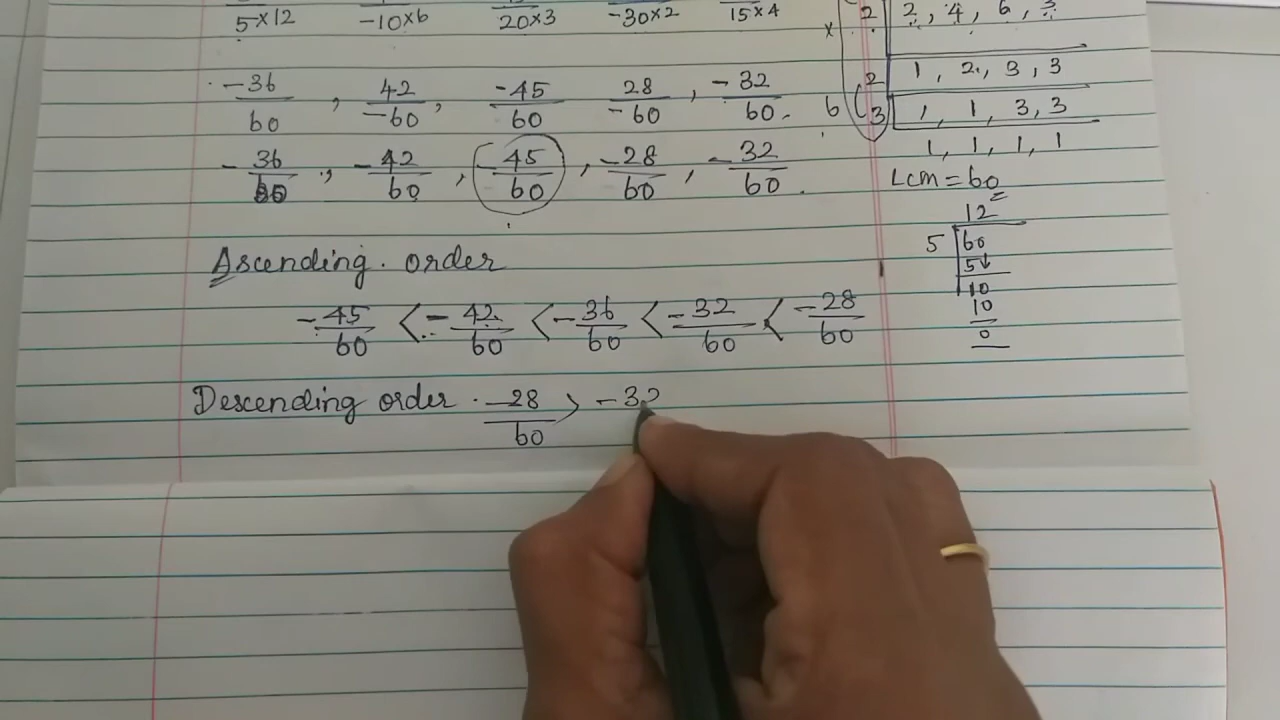 5×12 -10×6 20×3 -30×2 15×4
-36/60 , 42/-60 , -45/60 28/-60 , -32/60 .
-36/60 , -42/60 , -45/60 , -28/60 , -32/60 .
Ascending . order
-45/60 < -42/60 < -36/60 < -32/60 < -28/60
Descending order . -28/60 > -32
× 2 2 , 4 , 6 , 3
1 , 2 , 3 , 3
2
6 ( 3 1 , 1 , 3 , 3
1 , 1 , 1 , 1
Lcm = 60
12
5 60
5↓
10
10
0